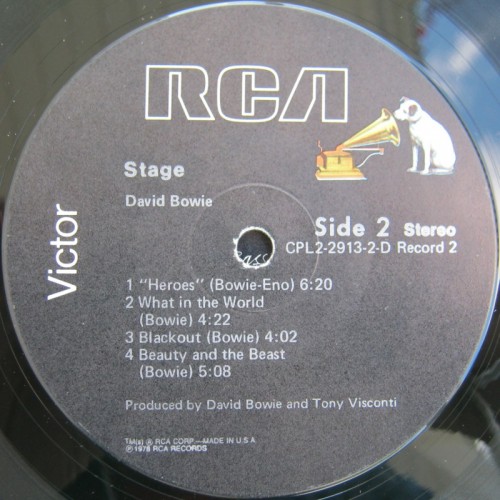 RCA
Stage
David Bowie
Victor
Side 2 Stereo
CPL2-2913-2-D Record 2
1 "Heroes" (Bowie-Eno) 6:20
2 What in the World
(Bowie) 4:22
3 Blackout (Bowie) 4:02
4 Beauty and the Beast
(Bowie) 5:08
Produced by David Bowie and Tony Visconti
TM(s) ® RCA CORP.—MADE IN U.S.A
℗ 1978 RCA RECORDS